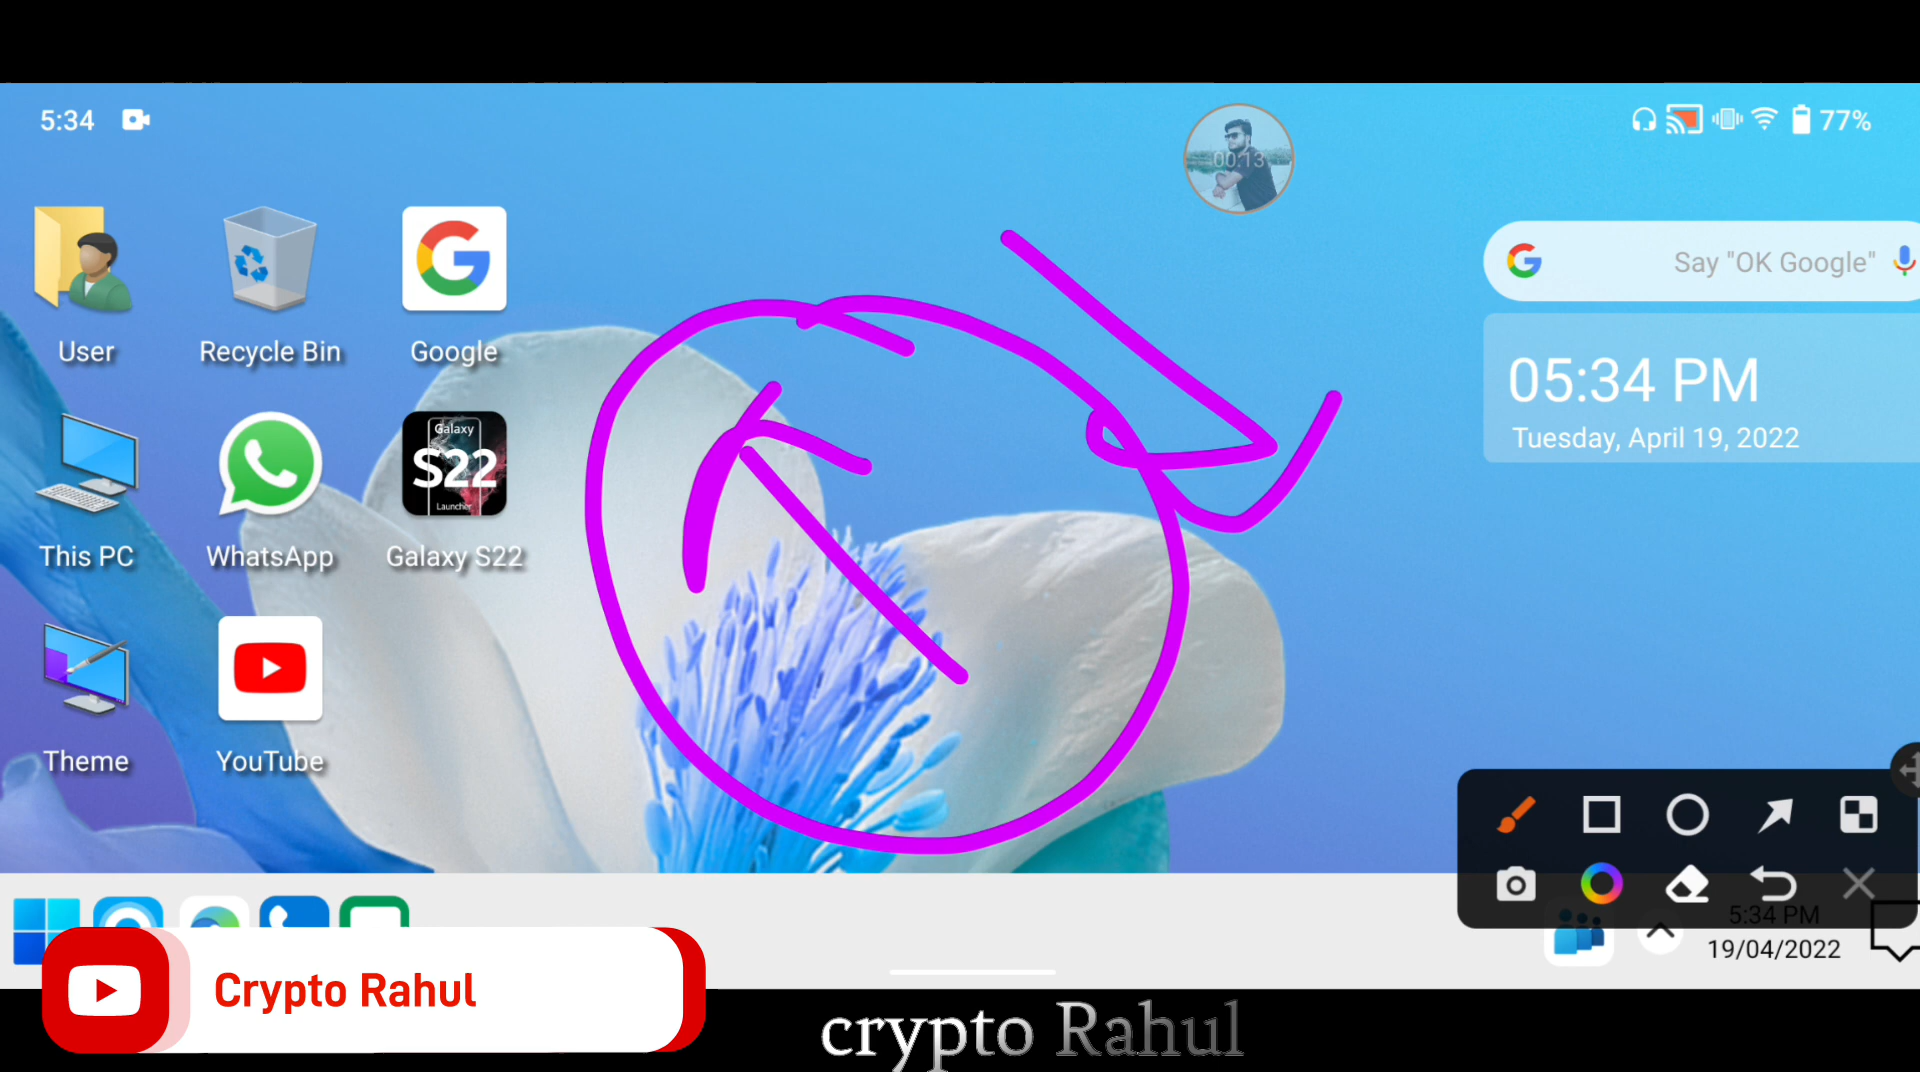 5:34
77%
00:13
Say "OK Google"
User
Recycle Bin
Google
05:34 PM
Tuesday, April 19, 2022
Galaxy
S22
Launcher
This PC
WhatsApp
Galaxy S22
Theme
YouTube
5:34 PM
19/04/2022
Crypto Rahul
crypto Rahul